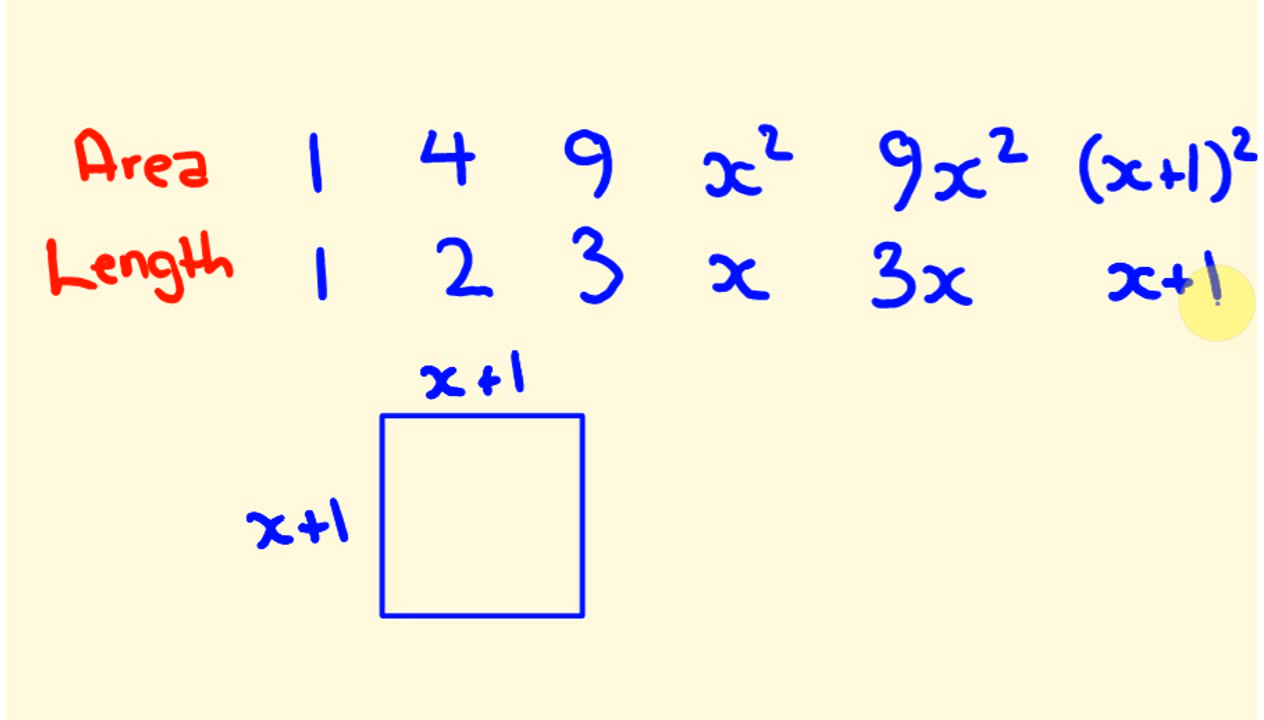 Area 1 4 9 x² 9x² (x+1)²
Length 1 2 3 x 3x x+1
x+1
x+1